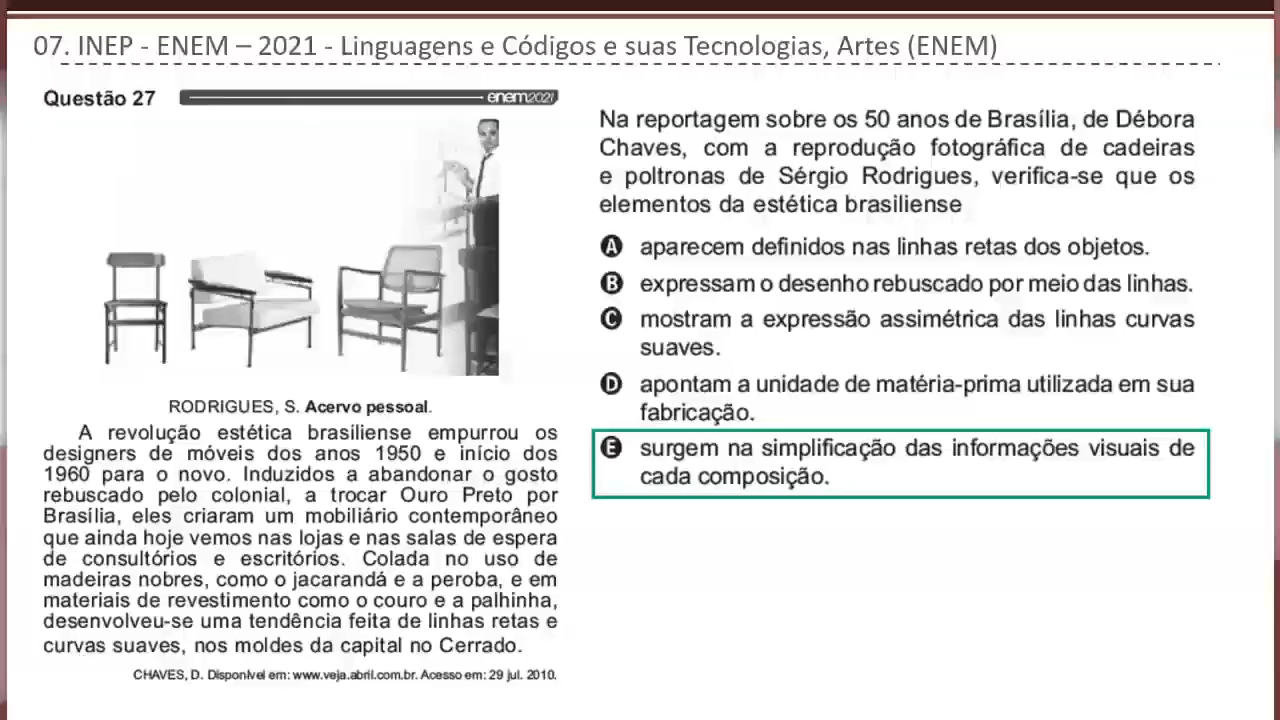 07. INEP - ENEM – 2021 - Linguagens e Códigos e suas Tecnologias, Artes (ENEM)
Questão 27
enem2021
RODRIGUES, S. Acervo pessoal.
A revolução estética brasiliense empurrou os
designers de móveis dos anos 1950 e início dos
1960 para o novo. Induzidos a abandonar o gosto
rebuscado pelo colonial, a trocar Ouro Preto por
Brasília, eles criaram um mobiliário contemporâneo
que ainda hoje vemos nas lojas e nas salas de espera
de consultórios e escritórios. Colada no uso de
madeiras nobres, como o jacarandá e a peroba, e em
materiais de revestimento como o couro e a palhinha,
desenvolveu-se uma tendência feita de linhas retas e
curvas suaves, nos moldes da capital no Cerrado.
CHAVES, D. Disponível em: www.veja.abril.com.br. Acesso em: 29 jul. 2010.
Na reportagem sobre os 50 anos de Brasília, de Débora
Chaves, com a reprodução fotográfica de cadeiras
e poltronas de Sérgio Rodrigues, verifica-se que os
elementos da estética brasiliense
A aparecem definidos nas linhas retas dos objetos.
B expressam o desenho rebuscado por meio das linhas.
C mostram a expressão assimétrica das linhas curvas
suaves.
D apontam a unidade de matéria-prima utilizada em sua
fabricação.
E surgem na simplificação das informações visuais de
cada composição.